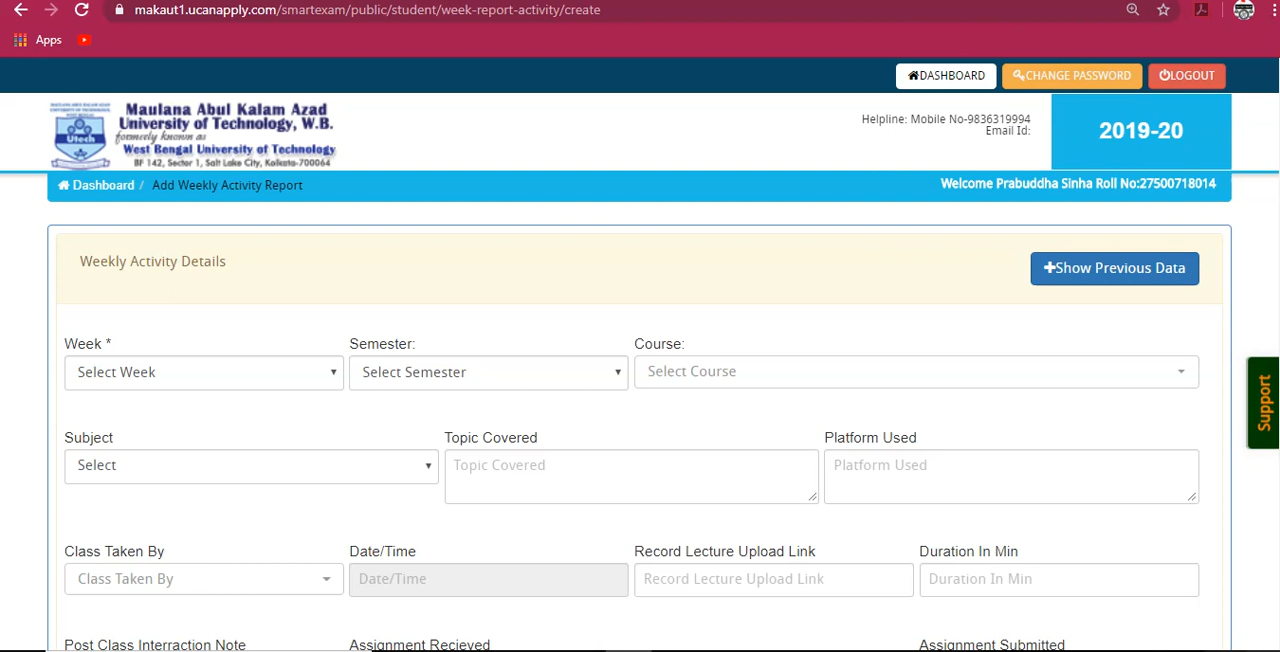 makaut1.ucanapply.com/smartexam/public/student/week-report-activity/create
Apps
DASHBOARD CHANGE PASSWORD LOGOUT
MAULANA ABUL KALAM AZAD
Utech
Maulana Abul Kalam Azad
University of Technology, W.B.
formerly known as
West Bengal University of Technology
BF 142, Sector 1, Salt Lake City, Kolkata-700064
Helpline: Mobile No-9836319994
Email Id:
2019-20
Dashboard / Add Weekly Activity Report
Welcome Prabuddha Sinha Roll No:27500718014
Weekly Activity Details
Show Previous Data
Week * Semester: Course:
Select Week Select Semester Select Course
Support
Subject Topic Covered Platform Used
Select Topic Covered Platform Used
Class Taken By Date/Time Record Lecture Upload Link Duration In Min
Class Taken By Date/Time Record Lecture Upload Link Duration In Min
Post Class Interraction Note Assignment Recieved Assignment Submitted